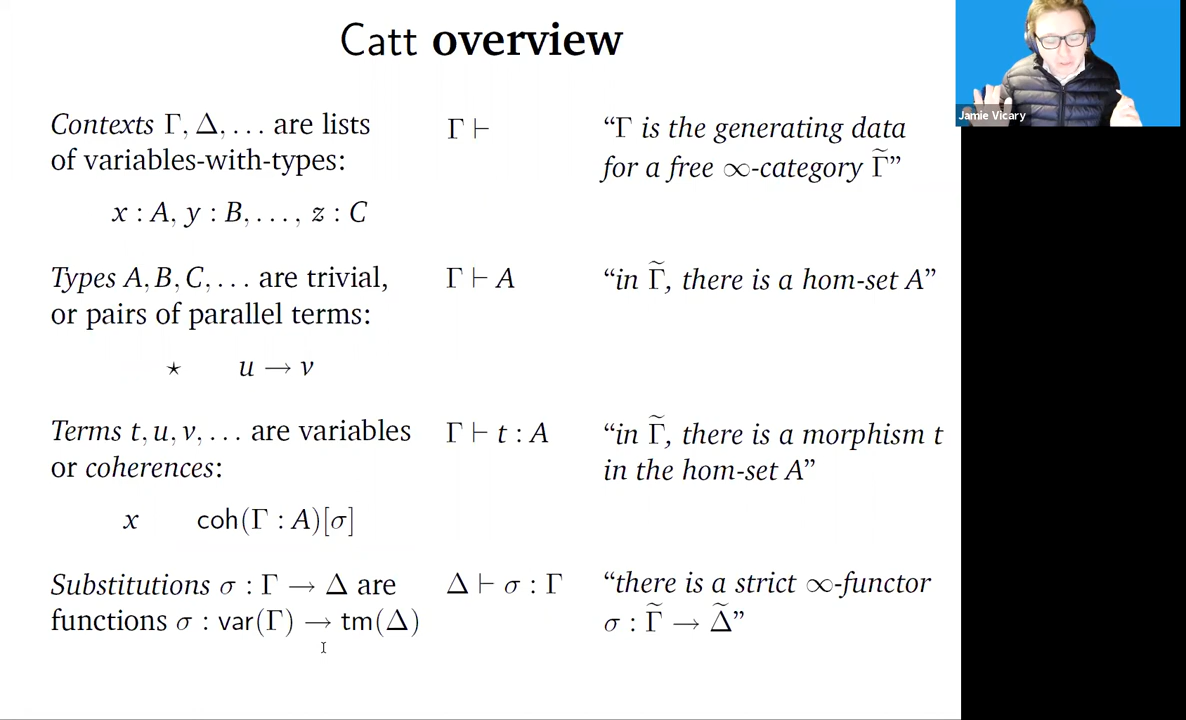 Catt overview
Jamie Vicary
Contexts Γ, Δ, … are lists
of variables-with-types:
x : A, y : B, …, z : C
Γ ⊢
“Γ is the generating data
for a free ∞-category Γ̃”
Types A, B, C, … are trivial,
or pairs of parallel terms:
⋆ u → v
Γ ⊢ A
“in Γ̃, there is a hom-set A”
Terms t, u, v, … are variables
or coherences:
x coh(Γ : A)[σ]
Γ ⊢ t : A
“in Γ̃, there is a morphism t
in the hom-set A”
Substitutions σ : Γ → Δ are
functions σ : var(Γ) → tm(Δ)
Δ ⊢ σ : Γ
“there is a strict ∞-functor
σ : Γ̃ → Δ̃”